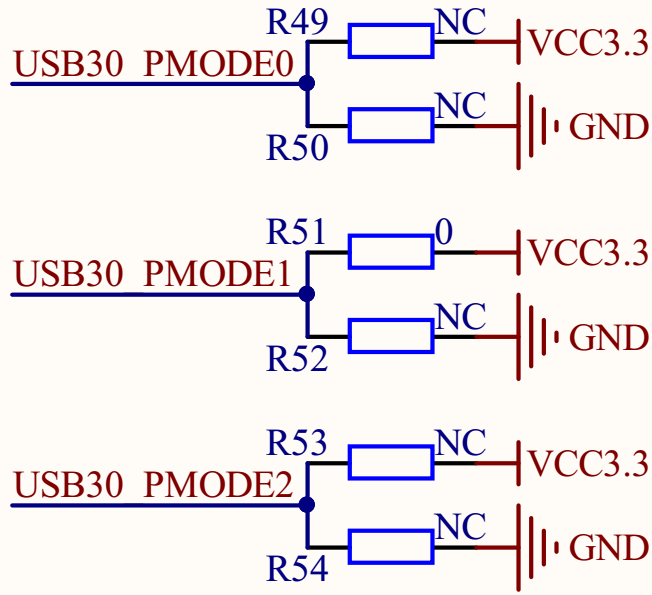 R49 NC VCC3.3
USB30_PMODE0
R50 NC GND
R51 0 VCC3.3
USB30_PMODE1
R52 NC GND
R53 NC VCC3.3
USB30_PMODE2
R54 NC GND